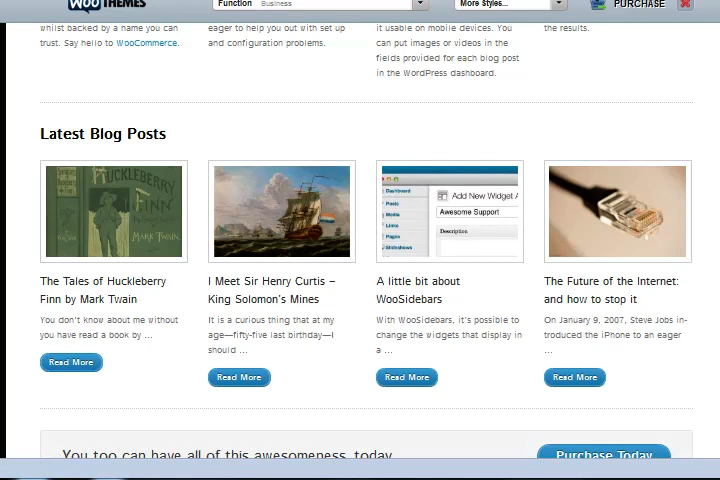 WOO THEMES Function Business More Styles... PURCHASE
whilst backed by a name you can
trust. Say hello to WooCommerce.
eager to help you out with set up
and configuration problems.
it usable on mobile devices. You
can put images or videos in the
fields provided for each blog post
in the WordPress dashboard.
the results.
Latest Blog Posts
HUCKLEBERRY
FINN
MARK TWAIN
Dashboard
Posts
Media
Links
Pages
Slideshows
Add New Widget A
Awesome Support
Description
The Tales of Huckleberry
Finn by Mark Twain
You don't know about me without
you have read a book by ...
Read More
I Meet Sir Henry Curtis –
King Solomon's Mines
It is a curious thing that at my
age—fifty-five last birthday—I
should ...
Read More
A little bit about
WooSidebars
With WooSidebars, it's possible to
change the widgets that display in
a ...
Read More
The Future of the Internet:
and how to stop it
On January 9, 2007, Steve Jobs in-
troduced the iPhone to an eager
...
Read More
You too can have all of this awesomeness, today.
Purchase Today